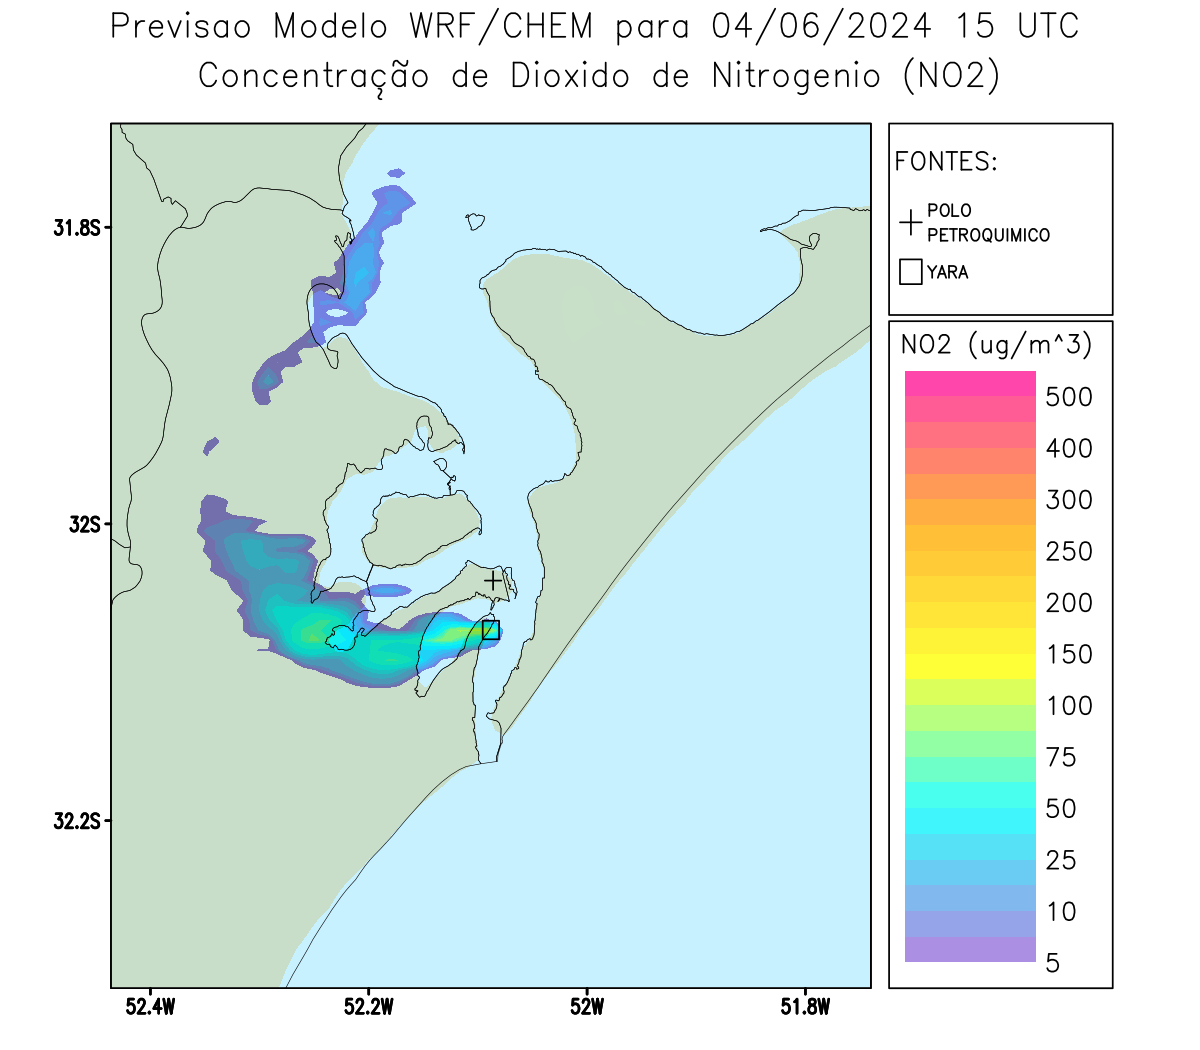 Previsao Modelo WRF/CHEM para 04/06/2024 15 UTC
Concentração de Dioxido de Nitrogenio (NO2)
FONTES:
POLO
PETROQUIMICO
YARA
NO2 (ug/m^3)
500
400
300
250
200
150
100
75
50
25
10
5
31.8S
32S
32.2S
52.4W
52.2W
52W
51.8W